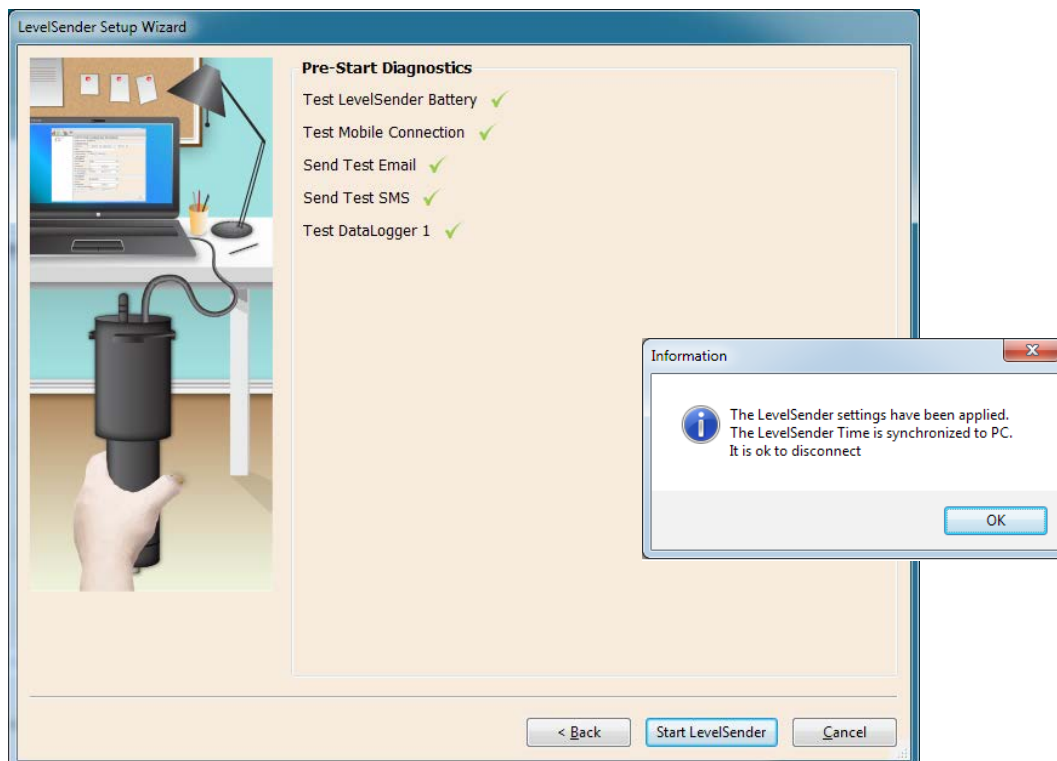 LevelSender Setup Wizard
Pre-Start Diagnostics
Test LevelSender Battery
Test Mobile Connection
Send Test Email
Send Test SMS
Test DataLogger 1
Information
The LevelSender settings have been applied.
The LevelSender Time is synchronized to PC.
It is ok to disconnect
OK
< Back
Start LevelSender
Cancel